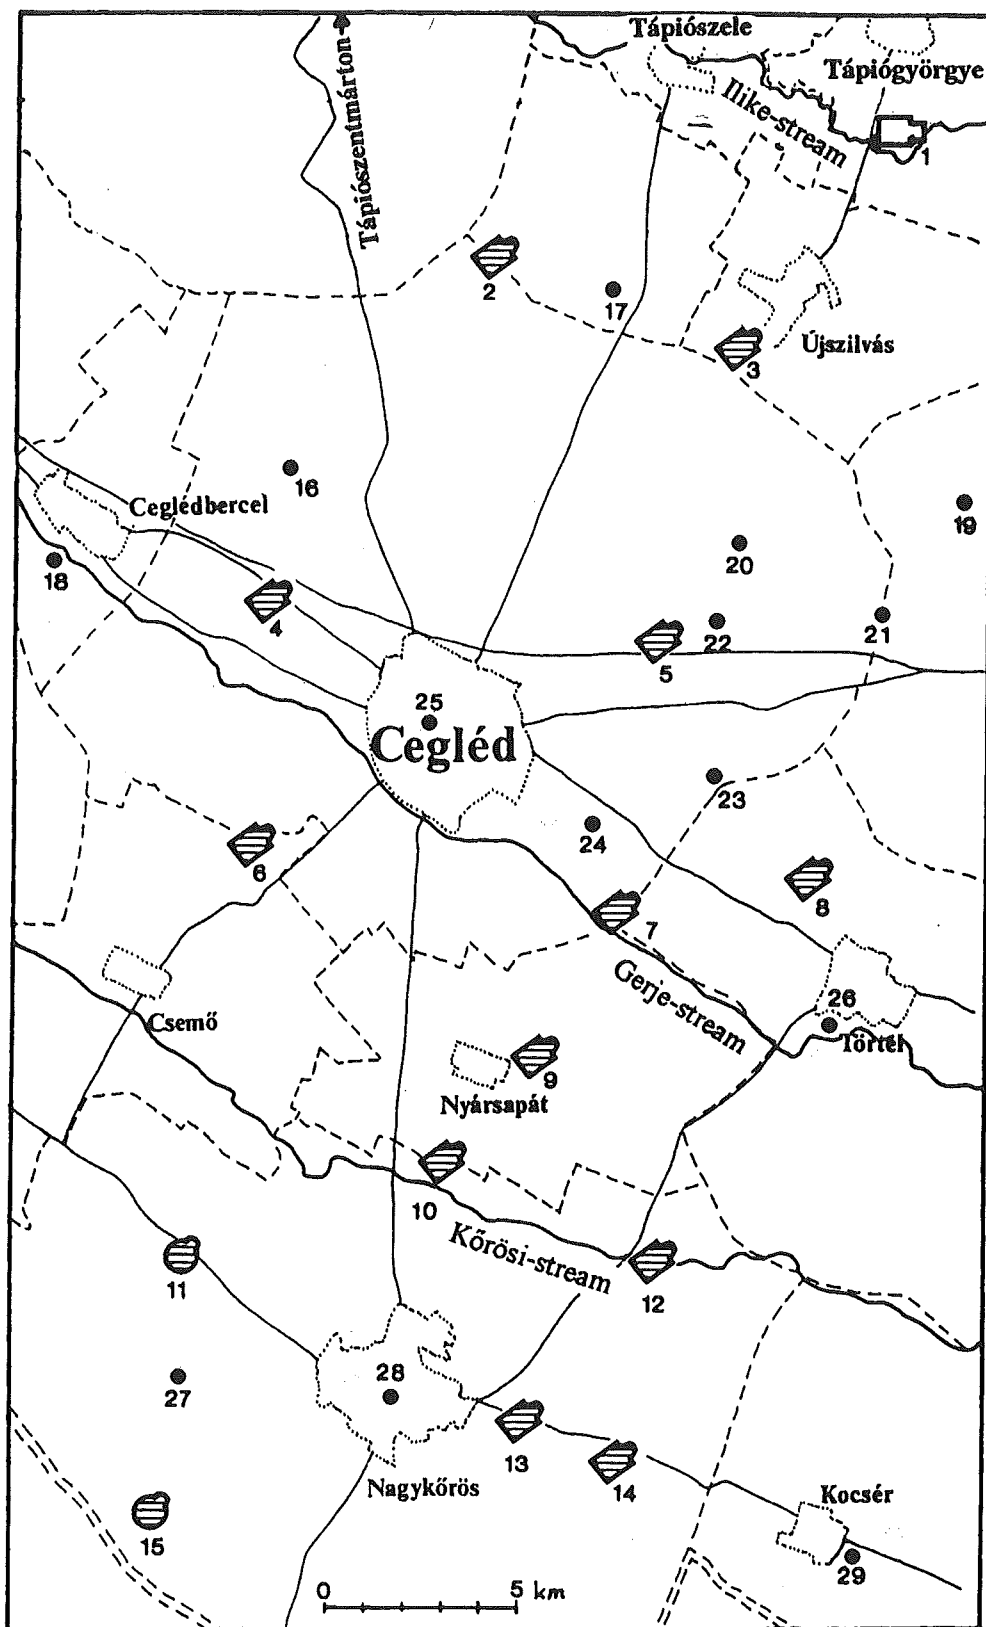 Tápiószele
Tápiógyörgye
Tápiószentmárton
Ilike-stream
1
2
17
Újszilvás
3
16
Ceglédbercel
19
18
20
4
22
21
5
25
Cegléd
23
24
6
8
7
Gerje-stream
26
Csemő
Törtel
9
Nyársapát
10
Kőrösi-stream
11
12
28
27
13
14
Nagykőrös
Kocsér
15
29
0 5 km